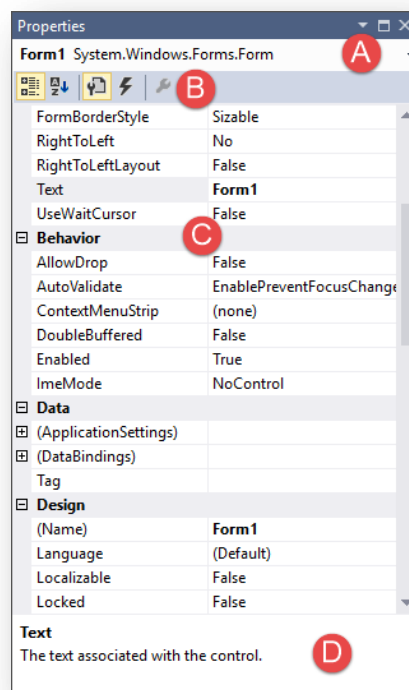 Properties
Form1 System.Windows.Forms.Form
A
B
FormBorderStyle Sizable
RightToLeft No
RightToLeftLayout False
Text Form1
UseWaitCursor False
C
Behavior
AllowDrop False
AutoValidate EnablePreventFocusChange
ContextMenuStrip (none)
DoubleBuffered False
Enabled True
ImeMode NoControl
Data
(ApplicationSettings)
(DataBindings)
Tag
Design
(Name) Form1
Language (Default)
Localizable False
Locked False
Text
The text associated with the control.
D